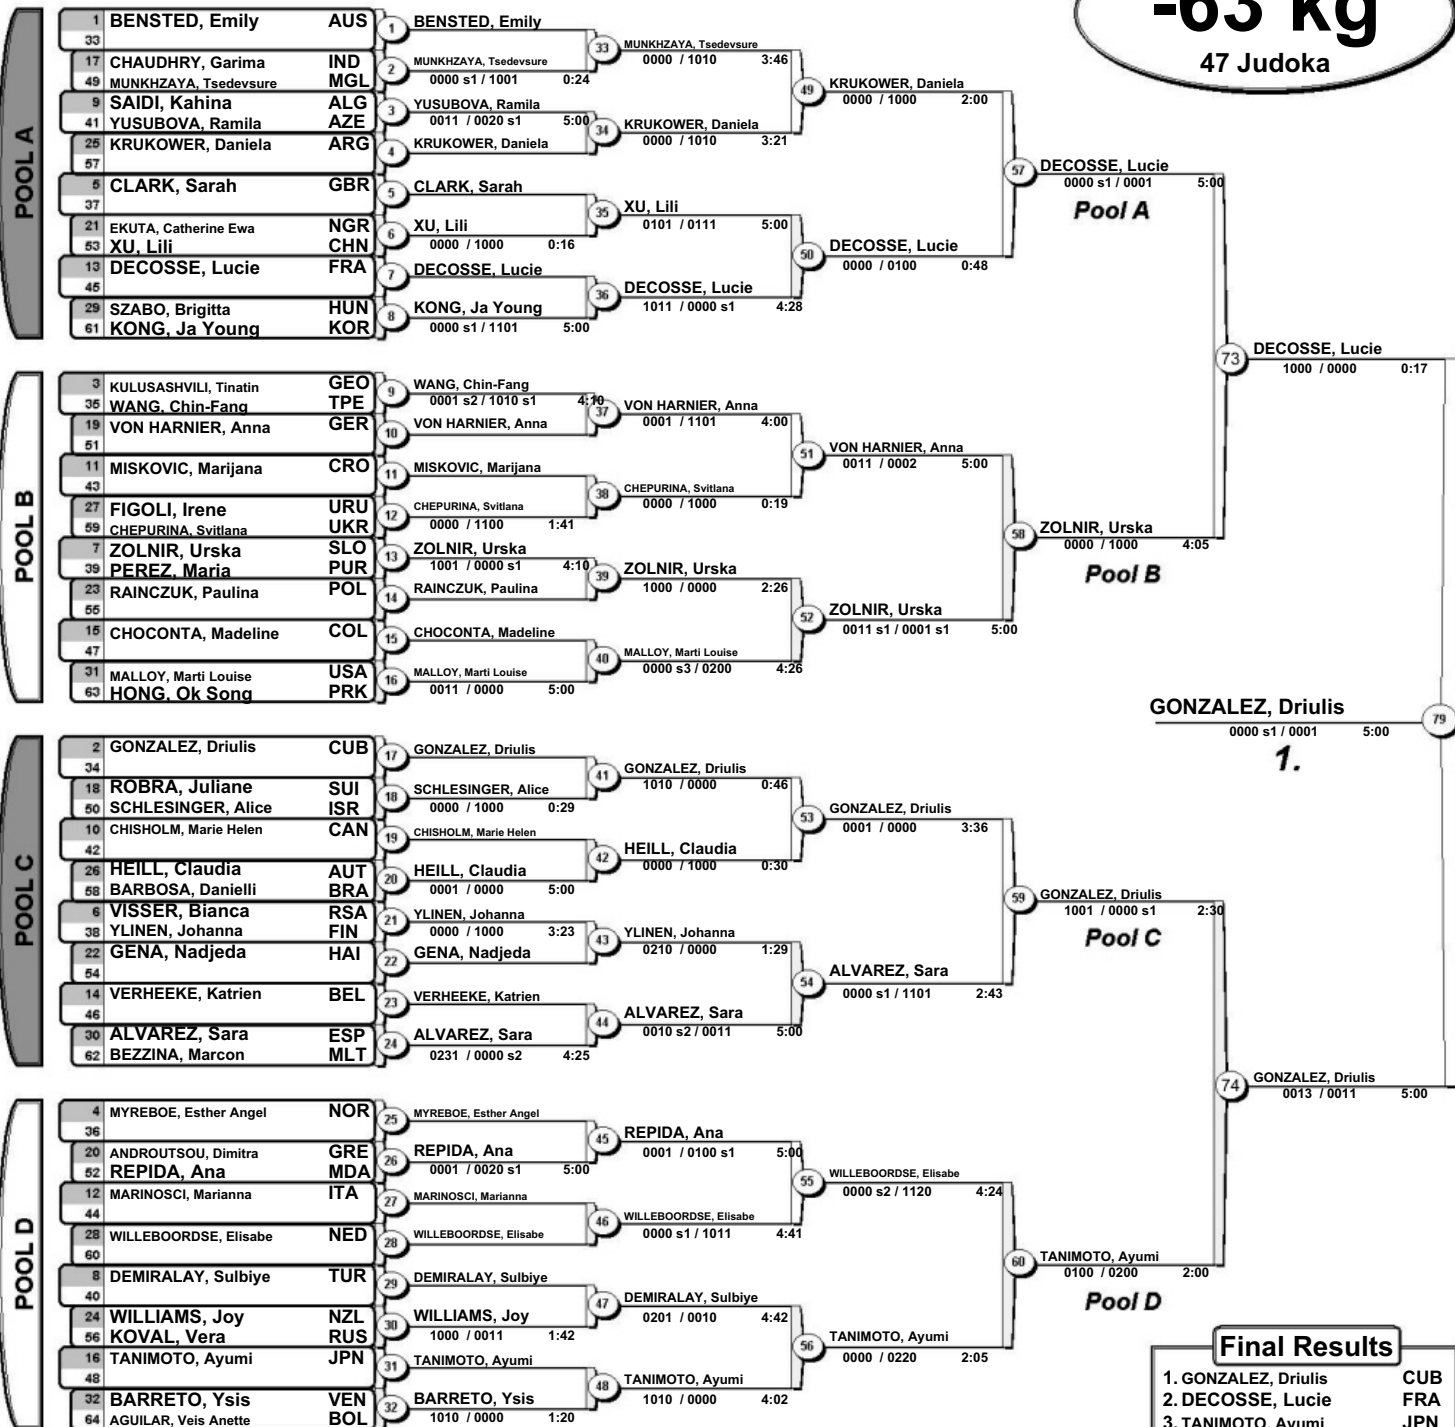 -63 kg
47 Judoka
POOL A
1 BENSTED, Emily AUS
33
17 CHAUDHRY, Garima IND
49 MUNKHZAYA, Tsedevsure MGL
9 SAIDI, Kahina ALG
41 YUSUBOVA, Ramila AZE
25 KRUKOWER, Daniela ARG
57
5 CLARK, Sarah GBR
37
21 EKUTA, Catherine Ewa NGR
53 XU, Lili CHN
13 DECOSSE, Lucie FRA
45
29 SZABO, Brigitta HUN
61 KONG, Ja Young KOR
1 BENSTED, Emily
2 MUNKHZAYA, Tsedevsure
0000 s1 / 1001 0:24
3 YUSUBOVA, Ramila
0011 / 0020 s1 5:00
4 KRUKOWER, Daniela
5 CLARK, Sarah
6 XU, Lili
0000 / 1000 0:16
7 DECOSSE, Lucie
8 KONG, Ja Young
0000 s1 / 1101 5:00
33 MUNKHZAYA, Tsedevsure
0000 / 1010 3:46
34 KRUKOWER, Daniela
0000 / 1010 3:21
35 XU, Lili
0101 / 0111 5:00
36 DECOSSE, Lucie
1011 / 0000 s1 4:28
49 KRUKOWER, Daniela
0000 / 1000 2:00
50 DECOSSE, Lucie
0000 / 0100 0:48
57 DECOSSE, Lucie
0000 s1 / 0001 5:00
Pool A
POOL B
3 KULUSASHVILI, Tinatin GEO
35 WANG, Chin-Fang TPE
19 VON HARNIER, Anna GER
51
11 MISKOVIC, Marijana CRO
43
27 FIGOLI, Irene URU
59 CHEPURINA, Svitlana UKR
7 ZOLNIR, Urska SLO
39 PEREZ, Maria PUR
23 RAINCZUK, Paulina POL
55
15 CHOCONTA, Madeline COL
47
31 MALLOY, Marti Louise USA
63 HONG, Ok Song PRK
9 WANG, Chin-Fang
0001 s2 / 1010 s1 4:10
10 VON HARNIER, Anna
11 MISKOVIC, Marijana
12 CHEPURINA, Svitlana
0000 / 1100 1:41
13 ZOLNIR, Urska
1001 / 0000 s1 4:10
14 RAINCZUK, Paulina
15 CHOCONTA, Madeline
16 MALLOY, Marti Louise
0011 / 0000 5:00
37 VON HARNIER, Anna
0001 / 1101 4:00
38 CHEPURINA, Svitlana
0000 / 1000 0:19
39 ZOLNIR, Urska
1000 / 0000 2:26
40 MALLOY, Marti Louise
0000 s3 / 0200 4:26
51 VON HARNIER, Anna
0011 / 0002 5:00
52 ZOLNIR, Urska
0011 s1 / 0001 s1 5:00
58 ZOLNIR, Urska
0000 / 1000 4:05
Pool B
73 DECOSSE, Lucie
1000 / 0000 0:17
GONZALEZ, Driulis 79
0000 s1 / 0001 5:00
1.
POOL C
2 GONZALEZ, Driulis CUB
34
18 ROBRA, Juliane SUI
50 SCHLESINGER, Alice ISR
10 CHISHOLM, Marie Helen CAN
42
26 HEILL, Claudia AUT
58 BARBOSA, Danielli BRA
6 VISSER, Bianca RSA
38 YLINEN, Johanna FIN
22 GENA, Nadjeda HAI
54
14 VERHEEKE, Katrien BEL
46
30 ALVAREZ, Sara ESP
62 BEZZINA, Marcon MLT
17 GONZALEZ, Driulis
18 SCHLESINGER, Alice
0000 / 1000 0:29
19 CHISHOLM, Marie Helen
20 HEILL, Claudia
0001 / 0000 5:00
21 YLINEN, Johanna
0000 / 1000 3:23
22 GENA, Nadjeda
23 VERHEEKE, Katrien
24 ALVAREZ, Sara
0231 / 0000 s2 4:25
41 GONZALEZ, Driulis
1010 / 0000 0:46
42 HEILL, Claudia
0000 / 1000 0:30
43 YLINEN, Johanna
0210 / 0000 1:29
44 ALVAREZ, Sara
0010 s2 / 0011 5:00
53 GONZALEZ, Driulis
0001 / 0000 3:36
54 ALVAREZ, Sara
0000 s1 / 1101 2:43
59 GONZALEZ, Driulis
1001 / 0000 s1 2:30
Pool C
74 GONZALEZ, Driulis
0013 / 0011 5:00
POOL D
4 MYREBOE, Esther Angel NOR
36
20 ANDROUTSOU, Dimitra GRE
52 REPIDA, Ana MDA
12 MARINOSCI, Marianna ITA
44
28 WILLEBOORDSE, Elisabe NED
60
8 DEMIRALAY, Sulbiye TUR
40
24 WILLIAMS, Joy NZL
56 KOVAL, Vera RUS
16 TANIMOTO, Ayumi JPN
48
32 BARRETO, Ysis VEN
64 AGUILAR, Veis Anette BOL
25 MYREBOE, Esther Angel
26 REPIDA, Ana
0001 / 0020 s1 5:00
27 MARINOSCI, Marianna
28 WILLEBOORDSE, Elisabe
29 DEMIRALAY, Sulbiye
30 WILLIAMS, Joy
1000 / 0011 1:42
31 TANIMOTO, Ayumi
32 BARRETO, Ysis
1010 / 0000 1:20
45 REPIDA, Ana
0001 / 0100 s1 5:00
46 WILLEBOORDSE, Elisabe
0000 s1 / 1011 4:41
47 DEMIRALAY, Sulbiye
0201 / 0010 4:42
48 TANIMOTO, Ayumi
1010 / 0000 4:02
55 WILLEBOORDSE, Elisabe
0000 s2 / 1120 4:24
56 TANIMOTO, Ayumi
0000 / 0220 2:05
60 TANIMOTO, Ayumi
0100 / 0200 2:00
Pool D
Final Results
1. GONZALEZ, Driulis CUB
2. DECOSSE, Lucie FRA
3. TANIMOTO, Ayumi JPN